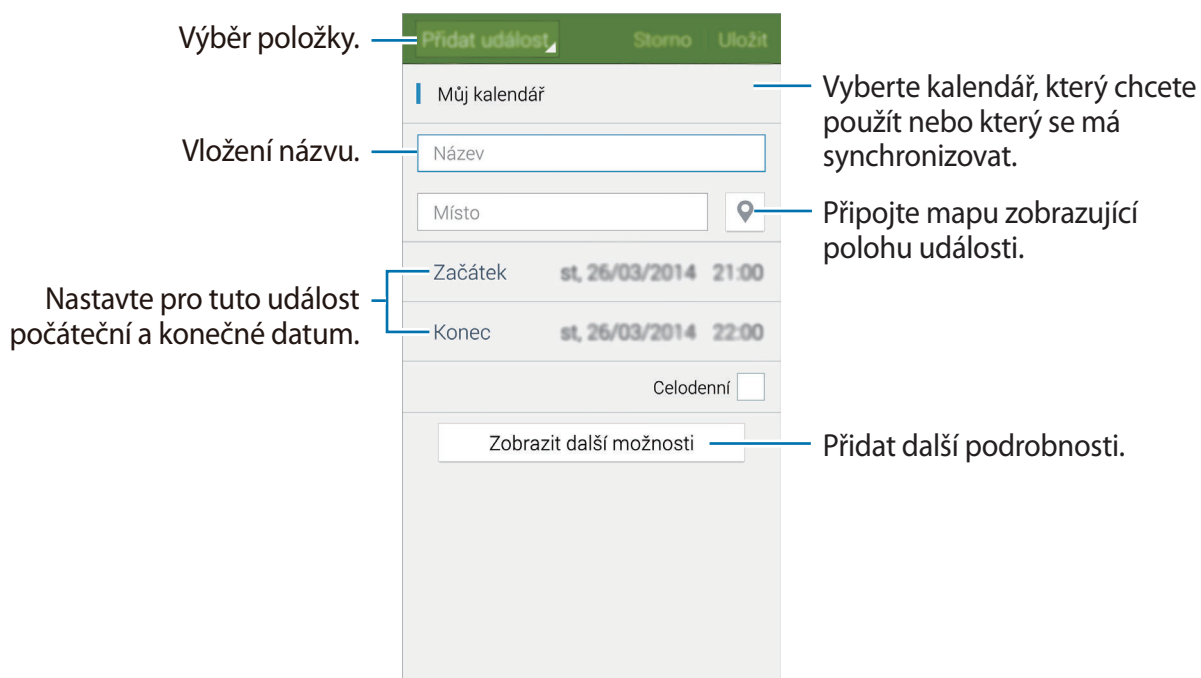 Výběr položky.
Přidat událost
Storno
Uložit
Můj kalendář
Vyberte kalendář, který chcete
použít nebo který se má
synchronizovat.
Vložení názvu.
Název
Místo
Připojte mapu zobrazující
polohu události.
Nastavte pro tuto událost
počáteční a konečné datum.
Začátek
st, 26/03/2014
21:00
Konec
st, 26/03/2014
22:00
Celodenní
Zobrazit další možnosti
Přidat další podrobnosti.